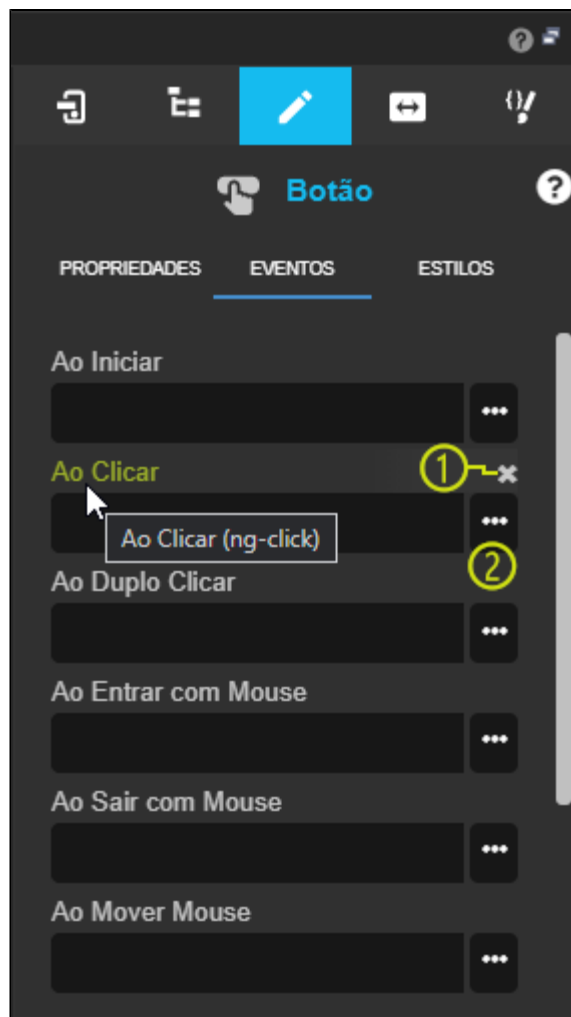 Botão
PROPRIEDADES EVENTOS ESTILOS
Ao Iniciar
Ao Clicar 1
Ao Clicar (ng-click)
2
Ao Duplo Clicar
Ao Entrar com Mouse
Ao Sair com Mouse
Ao Mover Mouse